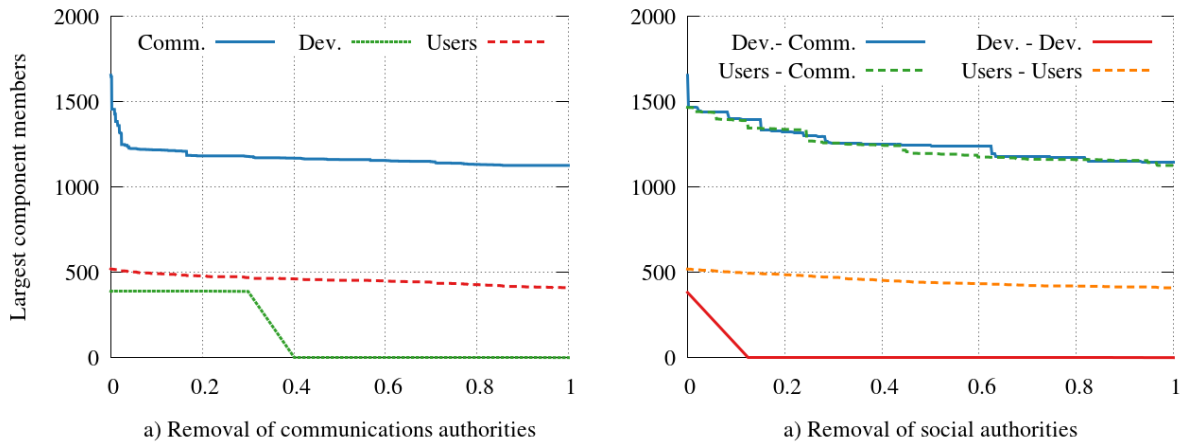 2000
Comm.
Dev.
Users
1500
1000
500
0
0
0.2
0.4
0.6
0.8
1
Largest component members
a) Removal of communications authorities
2000
Dev.- Comm.
Dev. - Dev.
Users - Comm.
Users - Users
1500
1000
500
0
0
0.2
0.4
0.6
0.8
1
a) Removal of social authorities